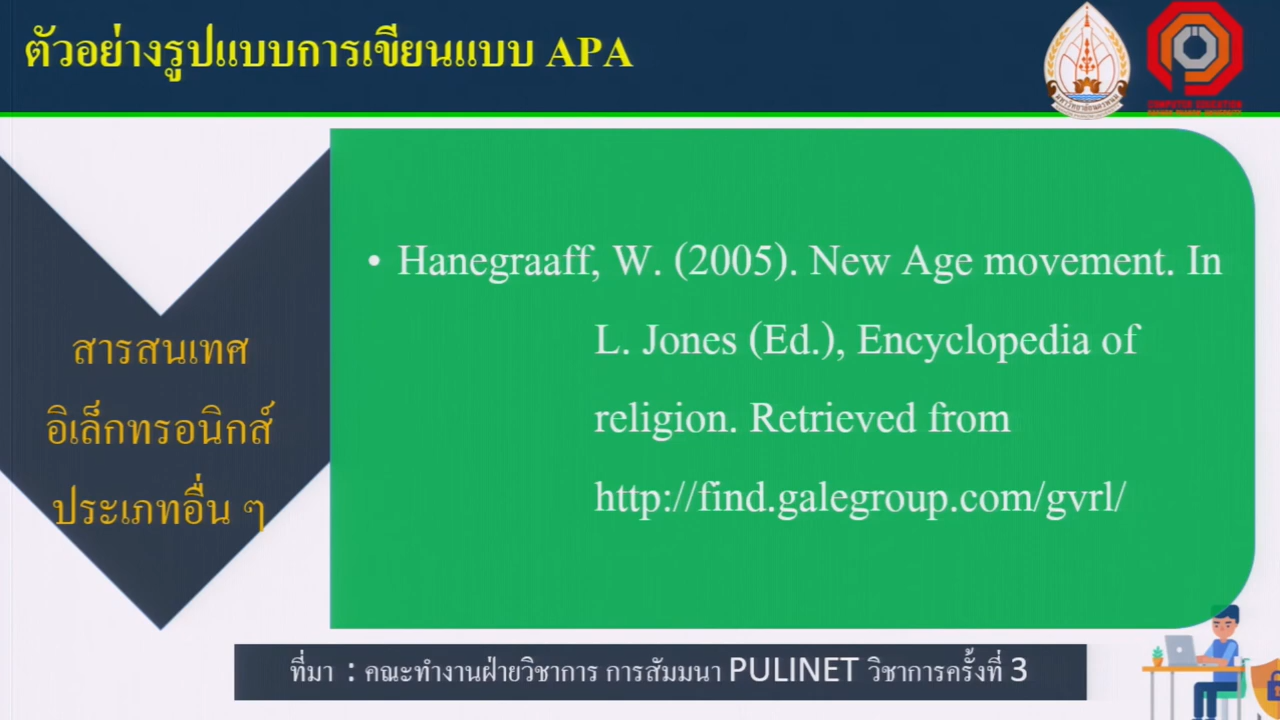 ตัวอย่างรูปแบบการเขียนแบบ APA
COMPUTER EDUCATION
สารสนเทศ
อิเล็กทรอนิกส์
ประเภทอื่น ๆ
• Hanegraaff, W. (2005). New Age movement. In
L. Jones (Ed.), Encyclopedia of
religion. Retrieved from
http://find.galegroup.com/gvrl/
ที่มา : คณะทำงานฝ่ายวิชาการ การสัมมนา PULINET วิชาการครั้งที่ 3